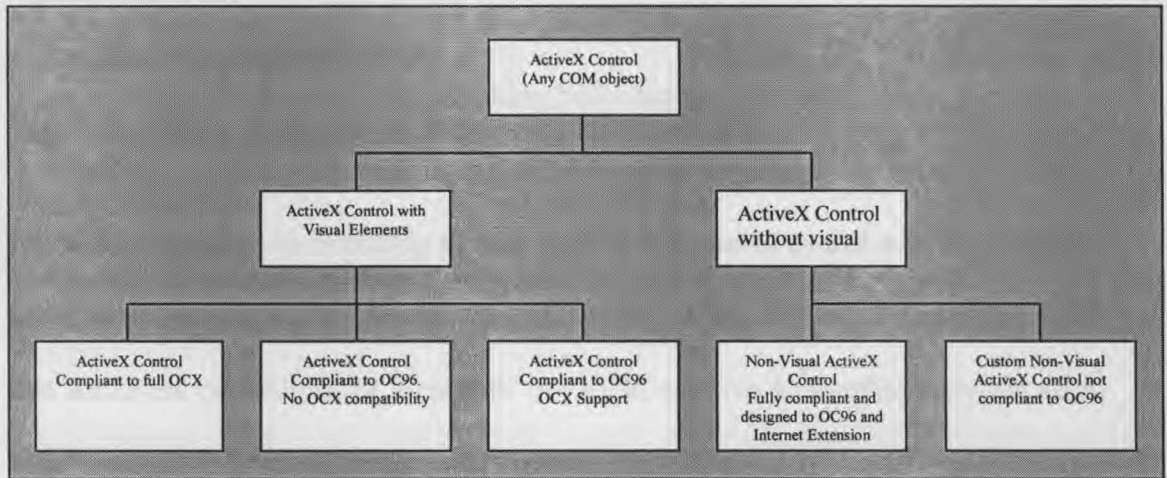 ActiveX Control
(Any COM object)
ActiveX Control with
Visual Elements
ActiveX Control
without visual
ActiveX Control
Compliant to full OCX
ActiveX Control
Compliant to OC96.
No OCX compatibility
ActiveX Control
Compliant to OC96
OCX Support
Non-Visual ActiveX
Control
Fully compliant and
designed to OC96 and
Internet Extension
Custom Non-Visual
ActiveX Control not
compliant to OC96